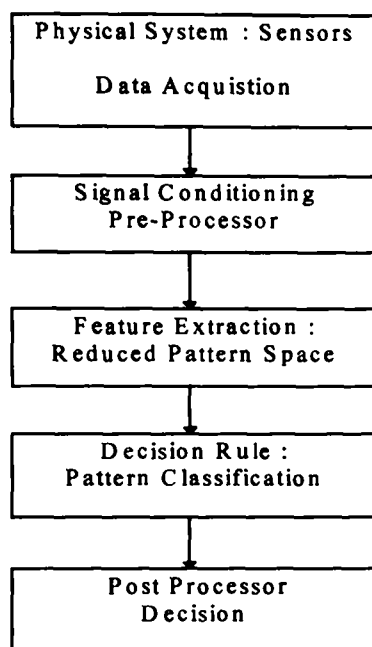 Physical System : Sensors
Data Acquistion
Signal Conditioning
Pre-Processor
Feature Extraction :
Reduced Pattern Space
Decision Rule :
Pattern Classification
Post Processor
Decision